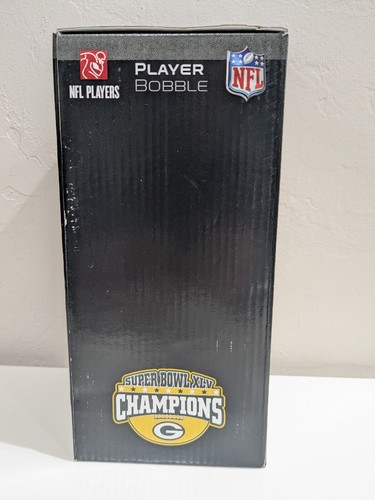 PLAYER
BOBBLE
NFL PLAYERS
NFL
SUPER BOWL XLV
CHAMPIONS
G